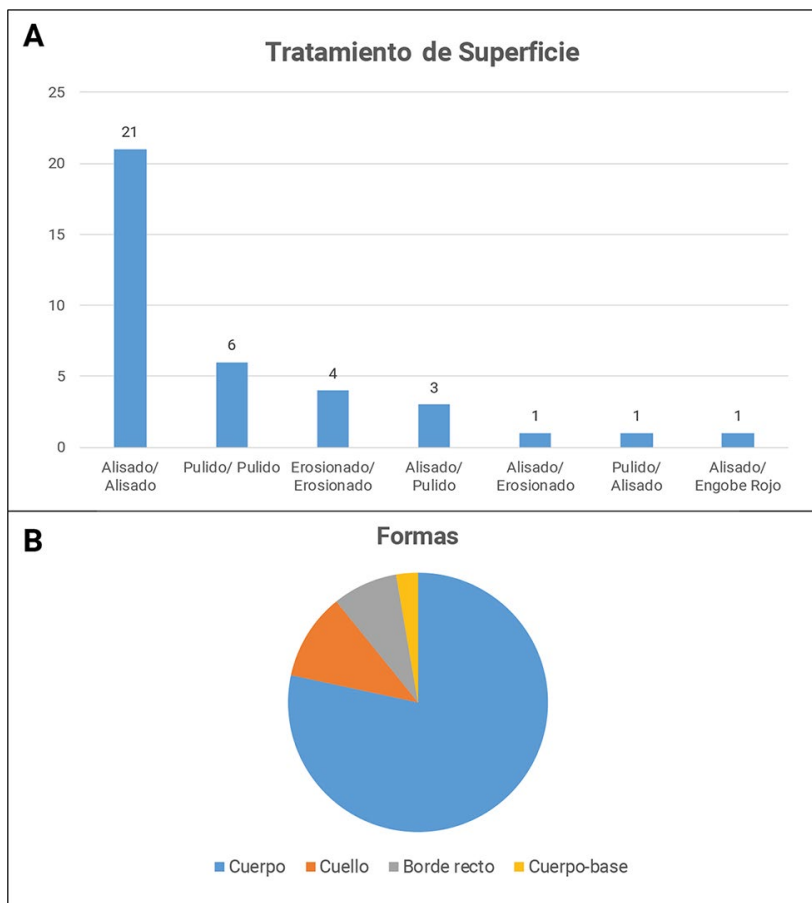 A
Tratamiento de Superficie
25
20
15
10
5
0
21
6
4
3
1
1
1
Alisado/
Alisado
Pulido/ Pulido
Erosionado/
Erosionado
Alisado/
Pulido
Alisado/
Erosionado
Pulido/
Alisado
Alisado/
Engobe Rojo
B
Formas
Cuerpo
Cuello
Borde recto
Cuerpo-base